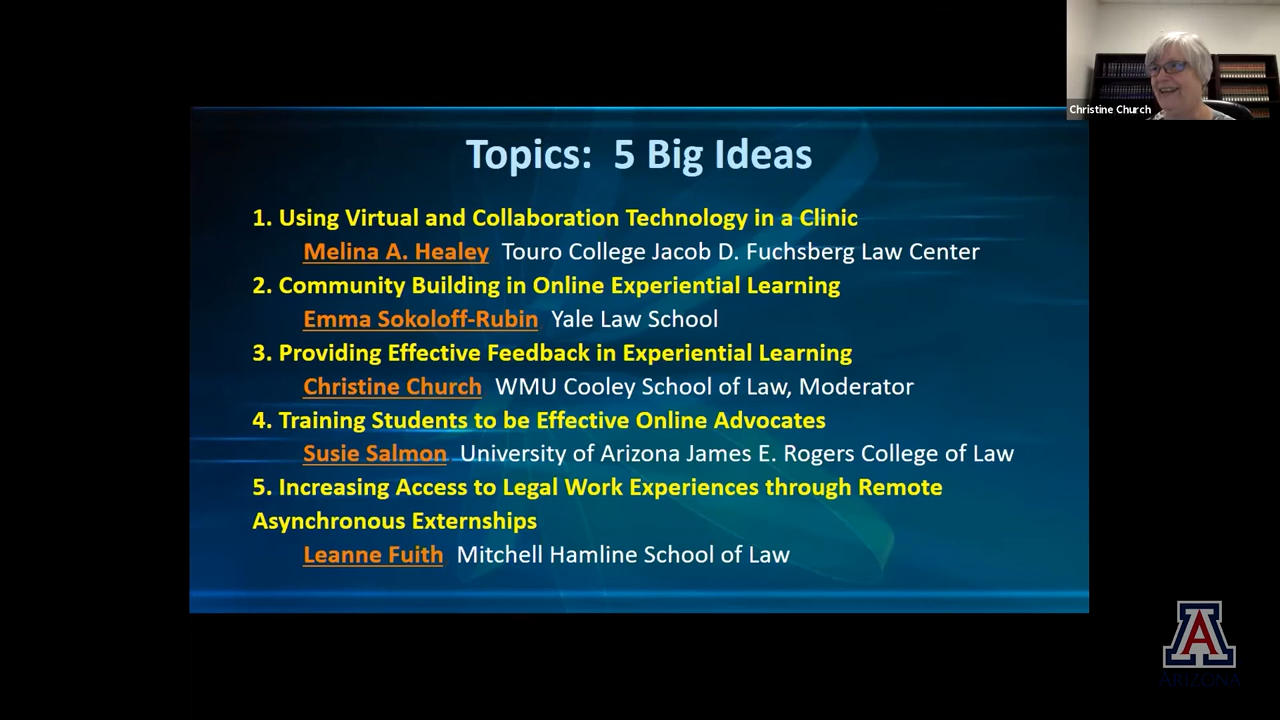 Christine Church
Topics: 5 Big Ideas
1. Using Virtual and Collaboration Technology in a Clinic
Melina A. Healey Touro College Jacob D. Fuchsberg Law Center
2. Community Building in Online Experiential Learning
Emma Sokoloff-Rubin Yale Law School
3. Providing Effective Feedback in Experiential Learning
Christine Church WMU Cooley School of Law, Moderator
4. Training Students to be Effective Online Advocates
Susie Salmon University of Arizona James E. Rogers College of Law
5. Increasing Access to Legal Work Experiences through Remote
Asynchronous Externships
Leanne Fuith Mitchell Hamline School of Law
A
ARIZONA